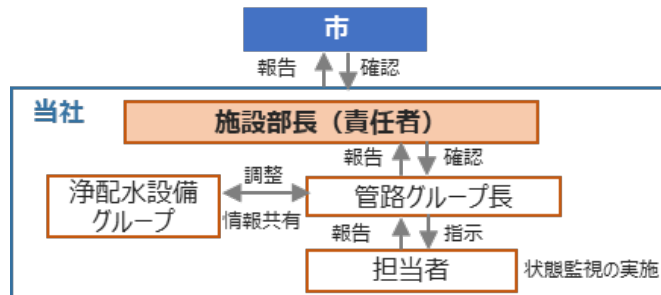 市
報告
確認
当社
施設部長（責任者）
報告
確認
浄配水設備
グループ
調整
情報共有
管路グループ長
報告
指示
担当者
状態監視の実施